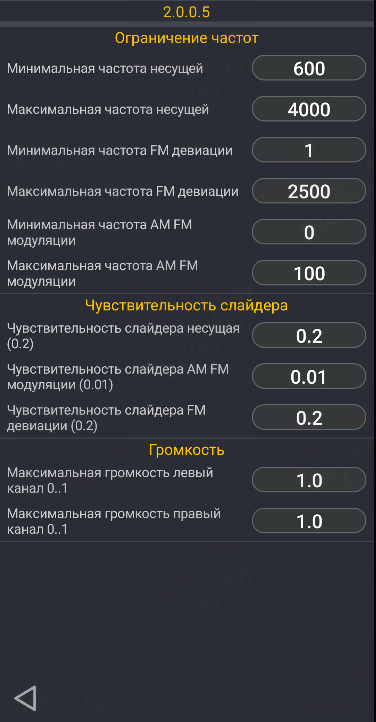 2.0.0.5
Ограничение частот
Минимальная частота несущей
600
Максимальная частота несущей
4000
Минимальная частота FM девиации
1
Максимальная частота FM девиации
2500
Минимальная частота AM FM
модуляции
0
Максимальная частота AM FM
модуляции
100
Чувствительность слайдера
Чувствительность слайдера несущая
(0.2)
0.2
Чувствительность слайдера AM FM
модуляции (0.01)
0.01
Чувствительность слайдера FM
девиации (0.2)
0.2
Громкость
Максимальная громкость левый
канал 0..1
1.0
Максимальная громкость правый
канал 0..1
1.0